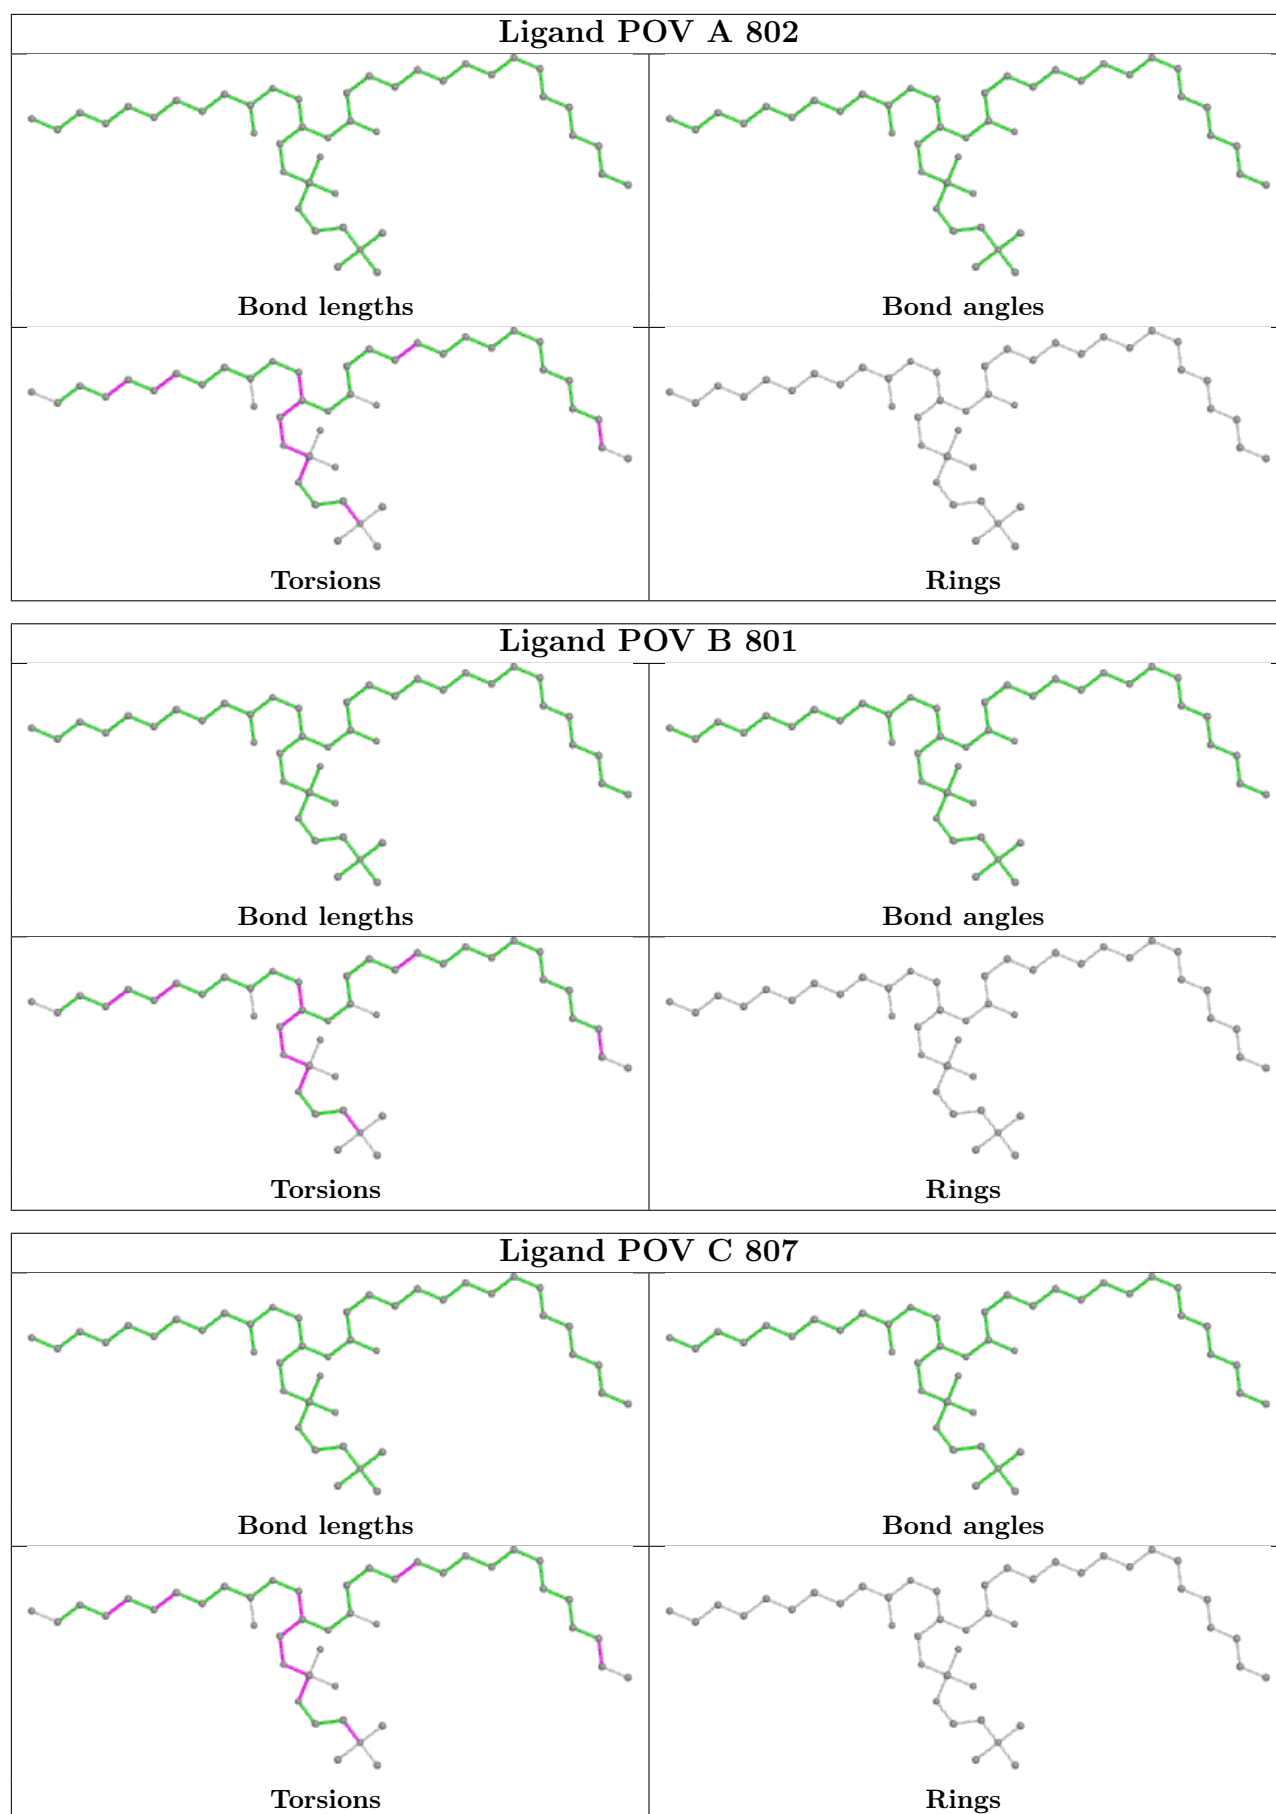 Ligand POV A 802
Bond lengths
Bond angles
Torsions
Rings
Ligand POV B 801
Bond lengths
Bond angles
Torsions
Rings
Ligand POV C 807
Bond lengths
Bond angles
Torsions
Rings